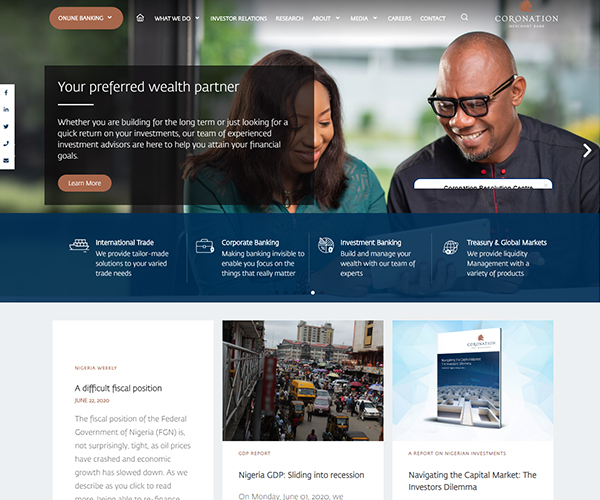 ONLINE BANKING
WHAT WE DO
INVESTOR RELATIONS
RESEARCH
ABOUT
MEDIA
CAREERS
CONTACT
CORONATION
MERCHANT BANK
Your preferred wealth partner
Whether you are building for the long term or just looking for a
quick return on your investments, our team of experienced
investment advisors are here to help you attain your financial
goals.
Learn More
Coronation Resolution Centre
International Trade
We provide tailor-made
solutions to your varied
trade needs
Corporate Banking
Making banking invisible to
enable you focus on the
things that really matter
Investment Banking
Build and manage your
wealth with our team of
experts
Treasury & Global Markets
We provide liquidity
Management with a
variety of products
NIGERIA WEEKLY
A difficult fiscal position
JUNE 22, 2020
The fiscal position of the Federal
Government of Nigeria (FGN) is,
not surprisingly, tight, as oil prices
have crashed and economic
growth has slowed down. As we
describe as you click to read
more, being able to re-finance
GDP REPORT
Nigeria GDP: Sliding into recession
On Monday, June 01, 2020, we
CORONATION
Navigating the Capital Market:
The Investors Dilemma
A REPORT ON NIGERIAN INVESTMENTS
Navigating the Capital Market: The
Investors Dilemma